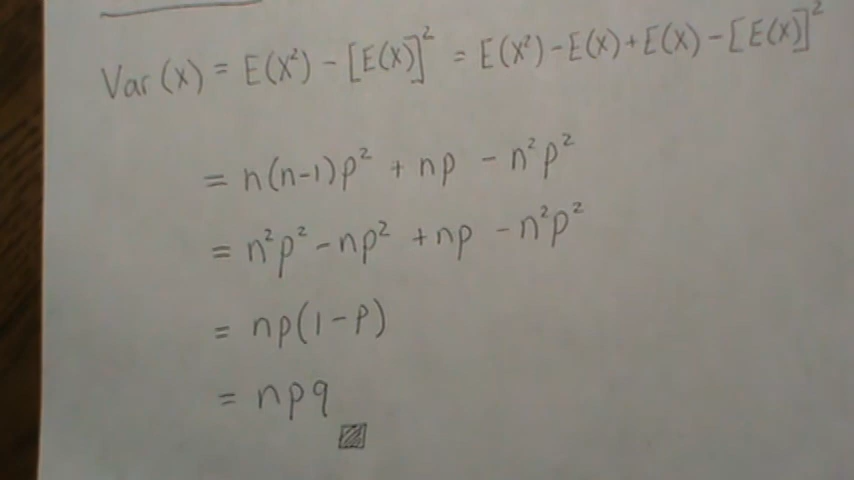 Var(X) = E(X²) - [E(X)]² = E(X²) - E(X) + E(X) - [E(X)]²
= n(n-1)p² + np - n²p²
= n²p² - np² + np - n²p²
= np(1-p)
= npq